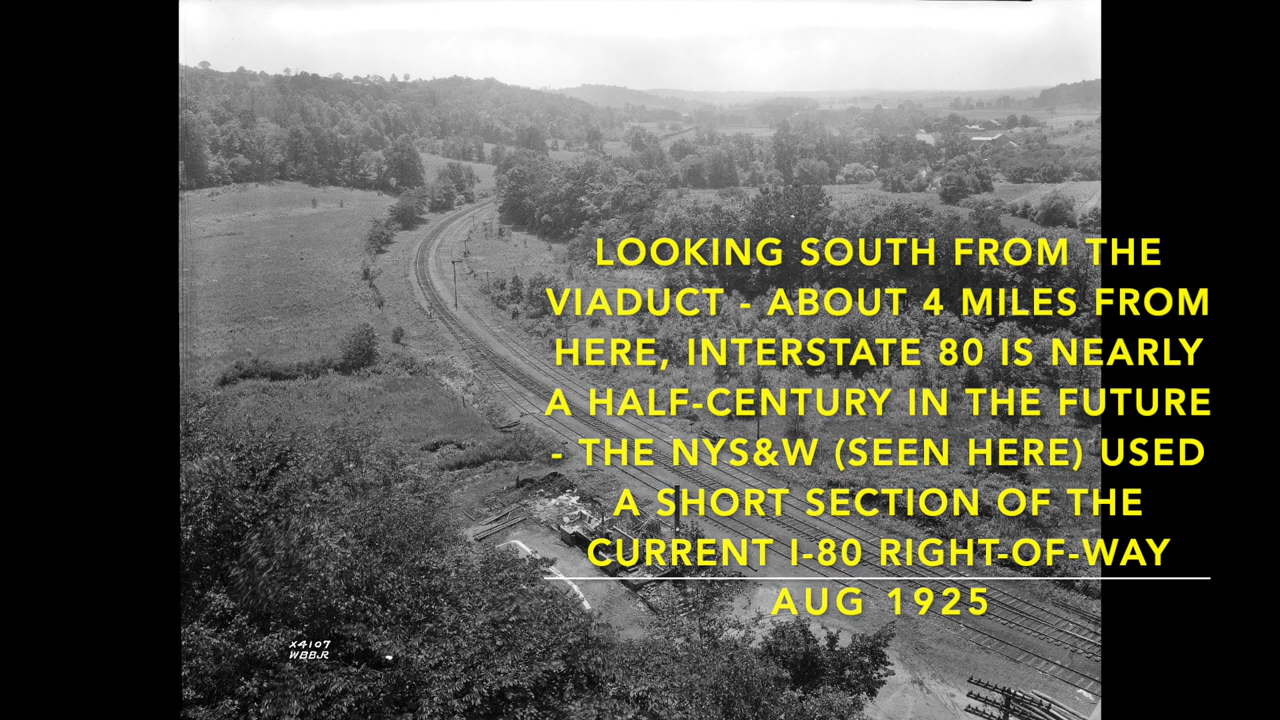 LOOKING SOUTH FROM THE
VIADUCT - ABOUT 4 MILES FROM
HERE, INTERSTATE 80 IS NEARLY
A HALF-CENTURY IN THE FUTURE
- THE NYS&W (SEEN HERE) USED
A SHORT SECTION OF THE
CURRENT I-80 RIGHT-OF-WAY
AUG 1925
X4107
WBBJR